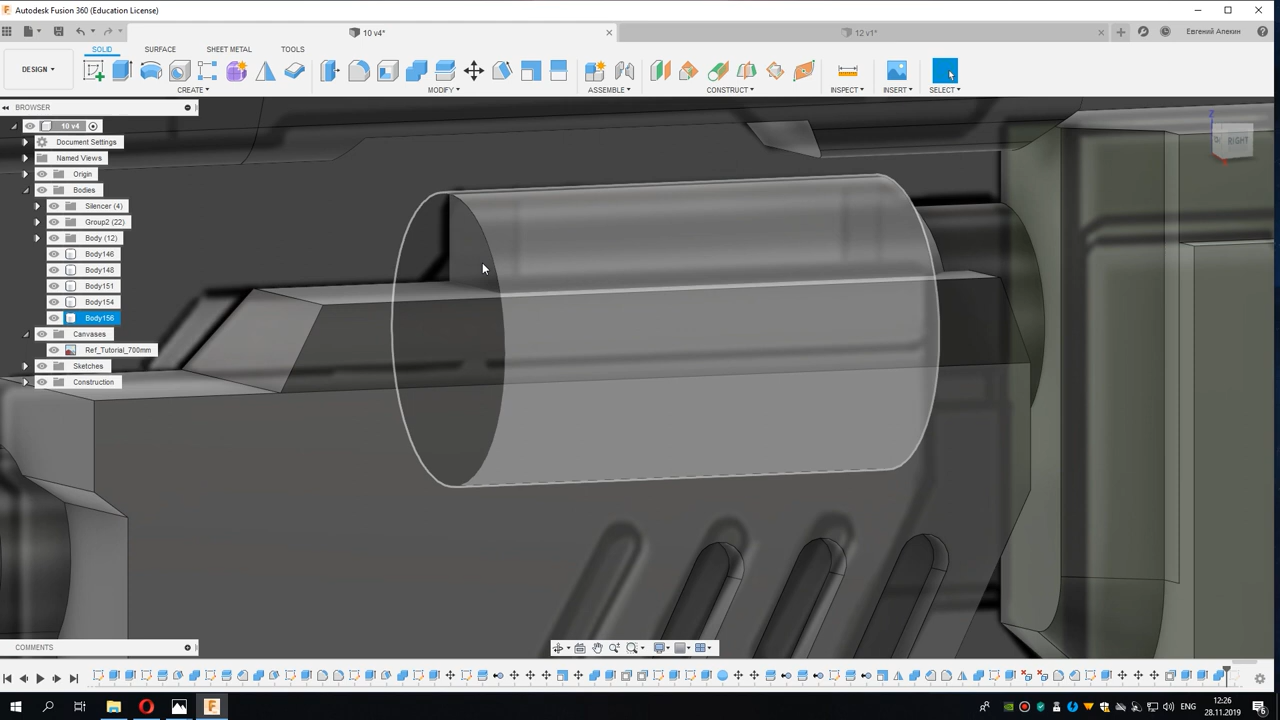 Autodesk Fusion 360 (Education License)
10 v4*
12 v1*
Евгений Апекин
DESIGN
SOLID
SURFACE
SHEET METAL
TOOLS
CREATE
MODIFY
ASSEMBLE
CONSTRUCT
INSPECT
INSERT
SELECT
BROWSER
10 v4
Document Settings
Named Views
Origin
Bodies
Silencer (4)
Group2 (22)
Body (12)
Body146
Body148
Body151
Body154
Body156
Canvases
Ref_Tutorial_700mm
Sketches
Construction
Z
RIGHT
COMMENTS
ENG
12:26
28.11.2019
6